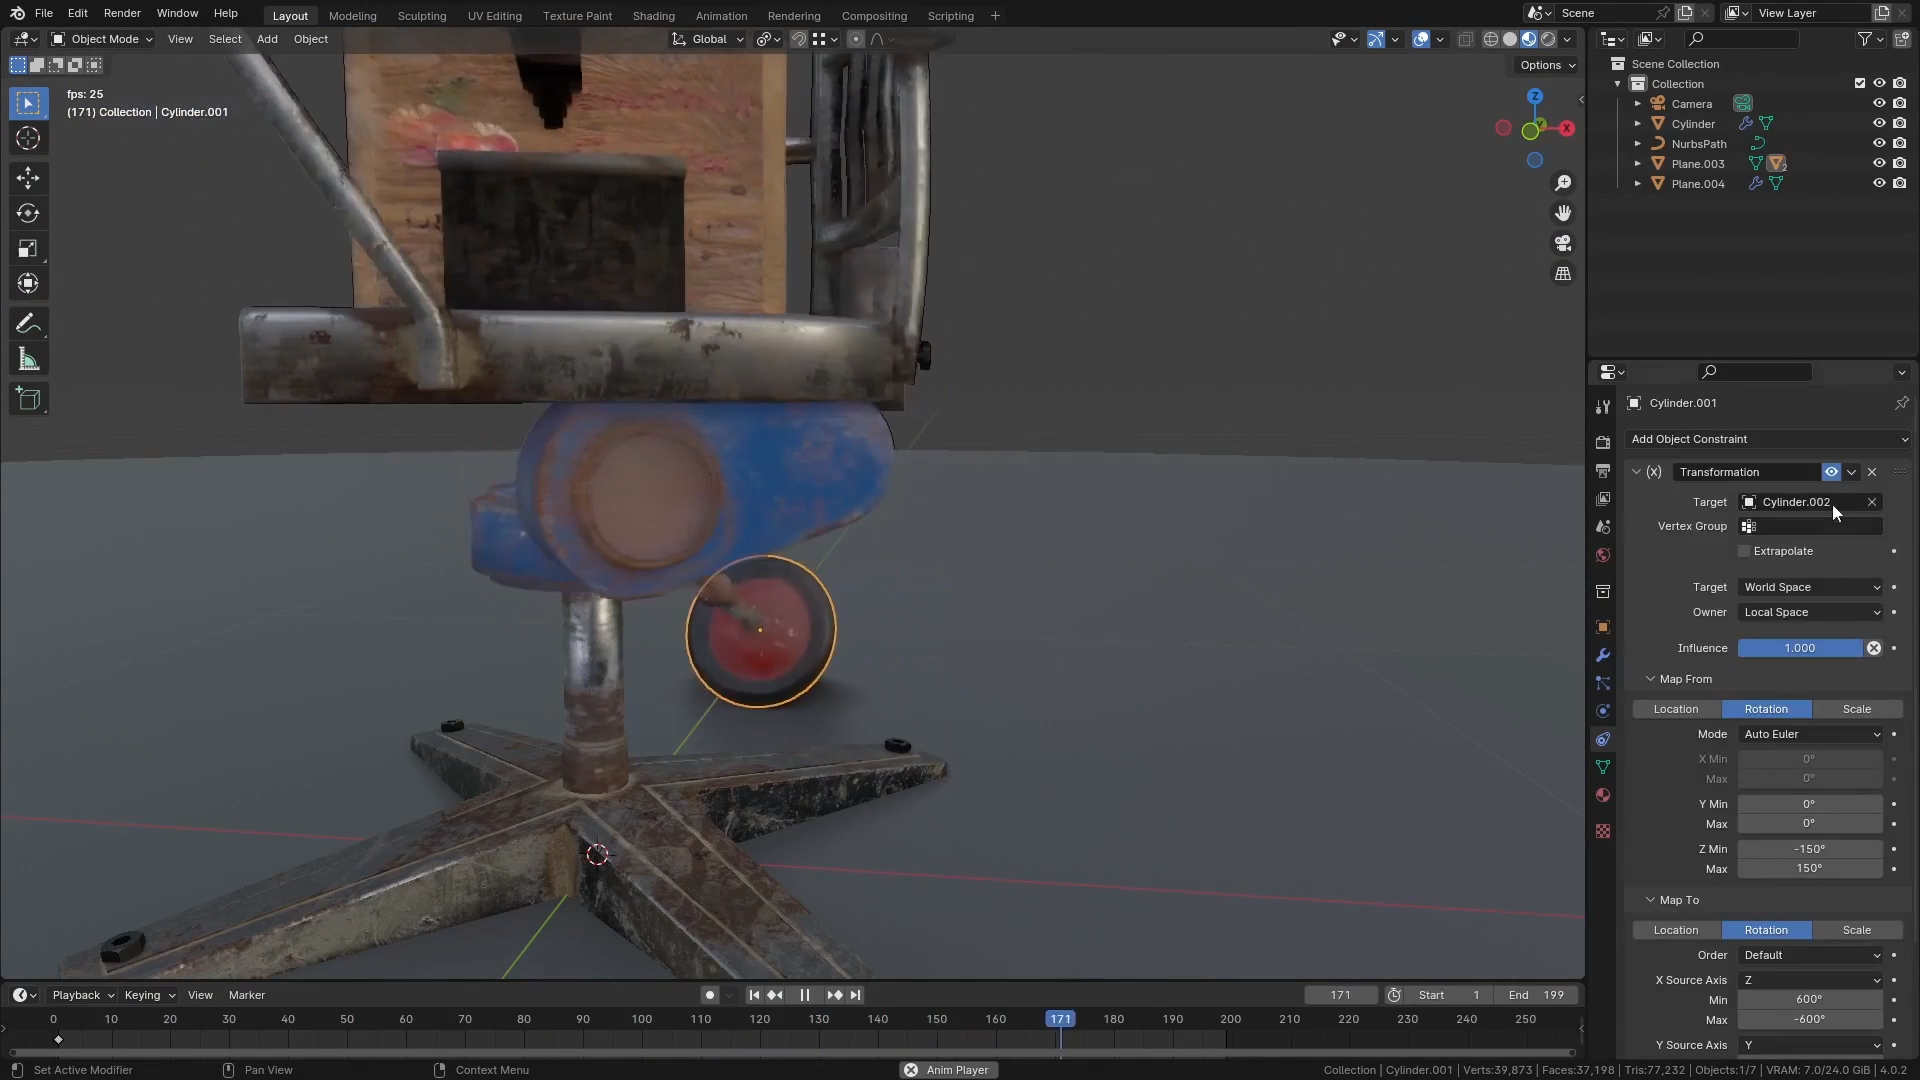 File Edit Render Window Help Layout Modeling Sculpting UV Editing Texture Paint Shading Animation Rendering Compositing Scripting + Scene View Layer
Object Mode View Select Add Object Global
Options
fps: 25
(171) Collection | Cylinder.001
Z
X
Scene Collection
Collection
Camera
Cylinder
NurbsPath
Plane.003 2
Plane.004
Cylinder.001
Add Object Constraint
(x) Transformation
Target Cylinder.002
Vertex Group
Extrapolate
Target World Space
Owner Local Space
Influence 1.000
Map From
Location Rotation Scale
Mode Auto Euler
X Min 0°
Max 0°
Y Min 0°
Max 0°
Z Min -150°
Max 150°
Map To
Location Rotation Scale
Order Default
X Source Axis Z
Min 600°
Max -600°
Y Source Axis Y
Playback Keying View Marker 171 Start 1 End 199
0 10 20 30 40 50 60 70 80 90 100 110 120 130 140 150 160 171 180 190 200 210 220 230 240 250
Set Active Modifier Pan View Context Menu Anim Player Collection | Cylinder.001 | Verts:39,873 | Faces:37,198 | Tris:77,232 | Objects:1/7 | VRAM: 7.0/24.0 GiB | 4.0.2